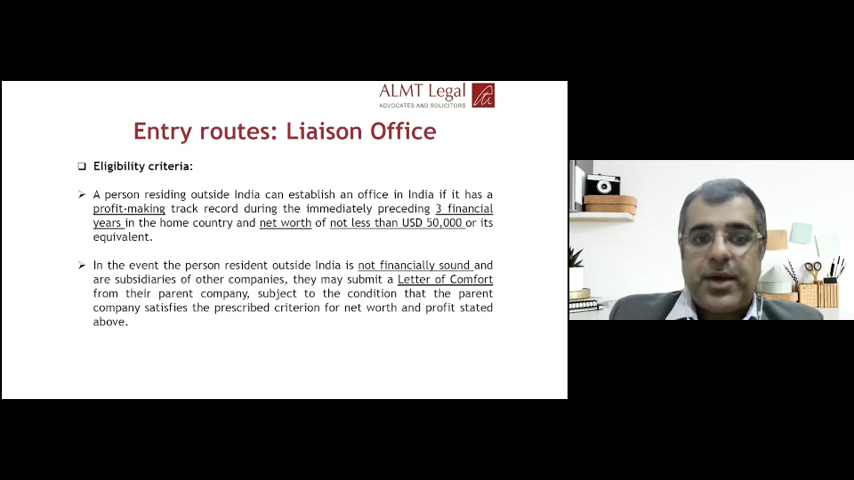 ALMT Legal
ADVOCATES AND SOLICITORS
Entry routes: Liaison Office
❑ Eligibility criteria:
➢ A person residing outside India can establish an office in India if it has a
profit-making track record during the immediately preceding 3 financial
years in the home country and net worth of not less than USD 50,000 or its
equivalent.
➢ In the event the person resident outside India is not financially sound and
are subsidiaries of other companies, they may submit a Letter of Comfort
from their parent company, subject to the condition that the parent
company satisfies the prescribed criterion for net worth and profit stated
above.